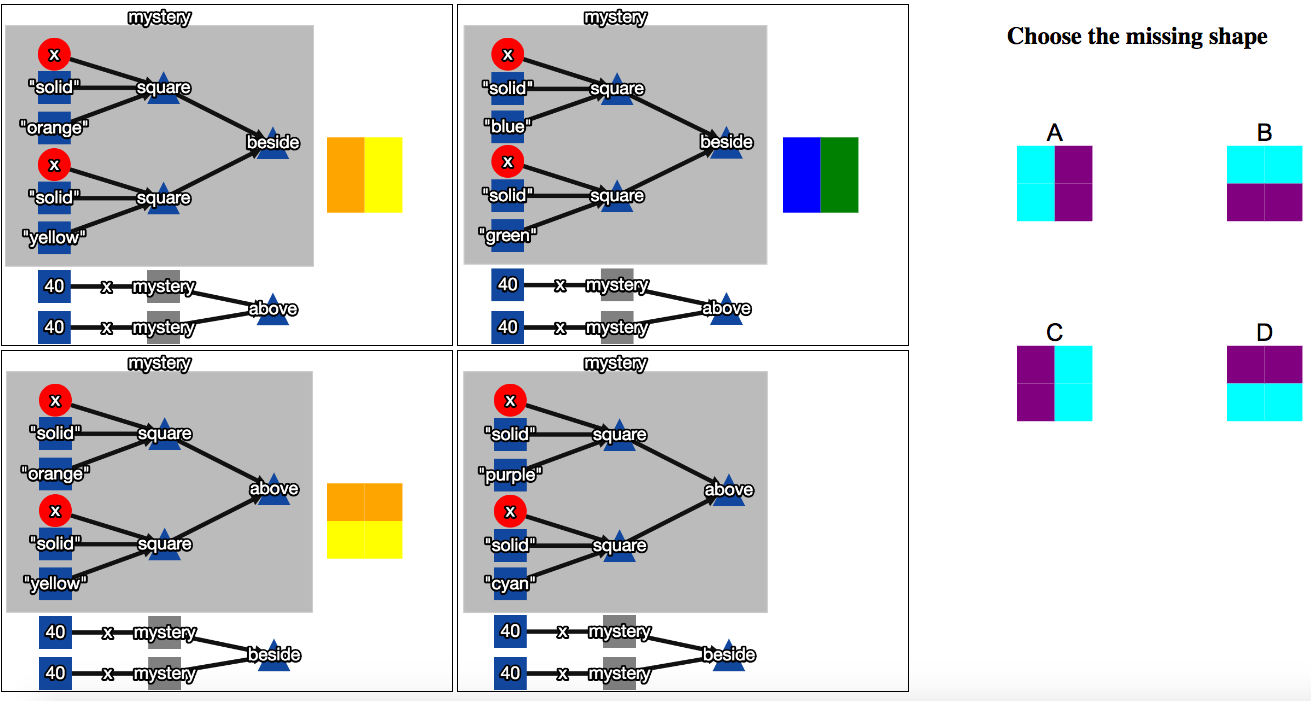 mystery
x
"solid"
square
"orange"
beside
x
"solid"
square
"yellow"
40 x mystery
above
40 x mystery
mystery
x
"solid"
square
"blue"
beside
x
"solid"
square
"green"
40 x mystery
above
40 x mystery
mystery
x
"solid"
square
"orange"
above
x
"solid"
square
"yellow"
40 x mystery
beside
40 x mystery
mystery
x
"solid"
square
"purple"
above
x
"solid"
square
"cyan"
40 x mystery
beside
40 x mystery
Choose the missing shape
A B
C D